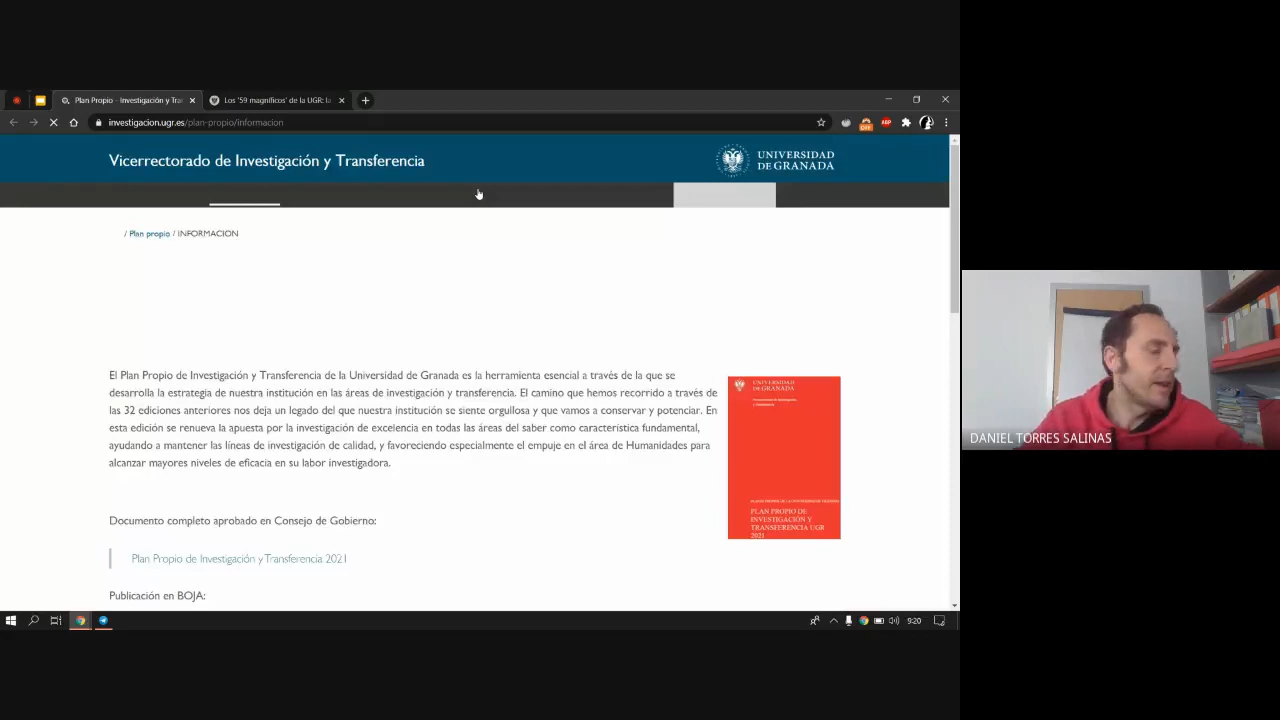 Plan Propio - Investigación y Trar
Los '59 magníficos' de la UGR: la
investigacion.ugr.es/plan-propio/informacion
OFF
ABP
Vicerrectorado de Investigación y Transferencia
UNIVERSIDAD
DE GRANADA
/ Plan propio / INFORMACION
El Plan Propio de Investigación y Transferencia de la Universidad de Granada es la herramienta esencial a través de la que se
desarrolla la estrategia de nuestra institución en las áreas de investigación y transferencia. El camino que hemos recorrido a través de
las 32 ediciones anteriores nos deja un legado del que nuestra institución se siente orgullosa y que vamos a conservar y potenciar. En
esta edición se renueva la apuesta por la investigación de excelencia en todas las áreas del saber como característica fundamental,
ayudando a mantener las líneas de investigación de calidad, y favoreciendo especialmente el empuje en el área de Humanidades para
alcanzar mayores niveles de eficacia en su labor investigadora.
UNIVERSIDAD
DE GRANADA
PLAN PROPIO DE
INVESTIGACIÓN Y
TRANSFERENCIA UGR
2021
Documento completo aprobado en Consejo de Gobierno:
Plan Propio de Investigación y Transferencia 2021
Publicación en BOJA:
9:20
DANIEL TORRES SALINAS